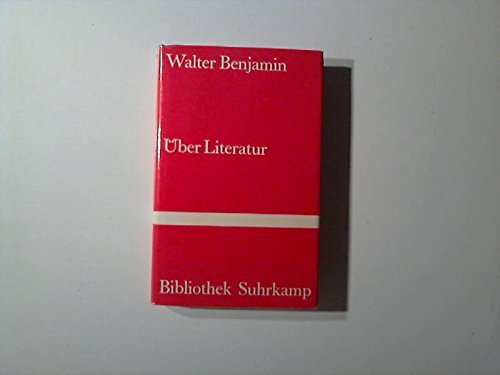 Walter Benjamin
Über Literatur
Bibliothek Suhrkamp